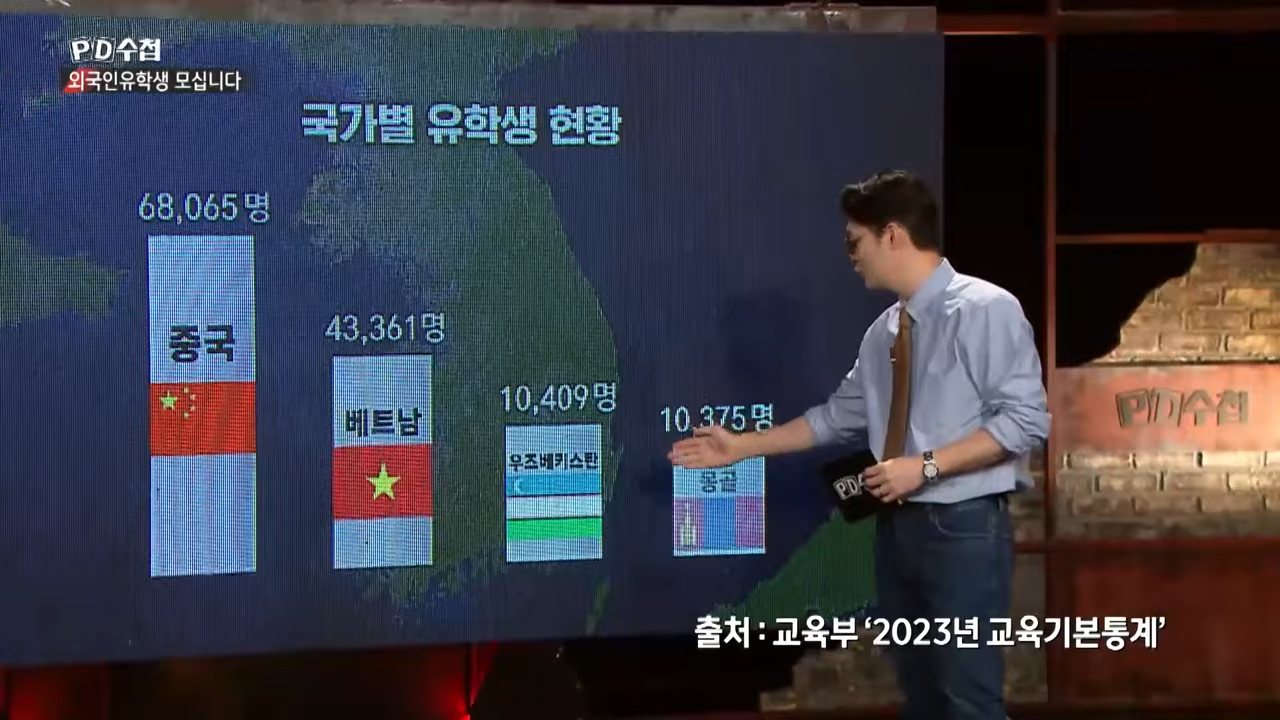 PD수첩
외국인유학생 모십니다
국가별 유학생 현황
68,065명
중국
43,361명
베트남
10,409명
우즈베키스탄
10,375명
몽골
PD수첩
PD
출처 : 교육부 ‘2023년 교육기본통계’